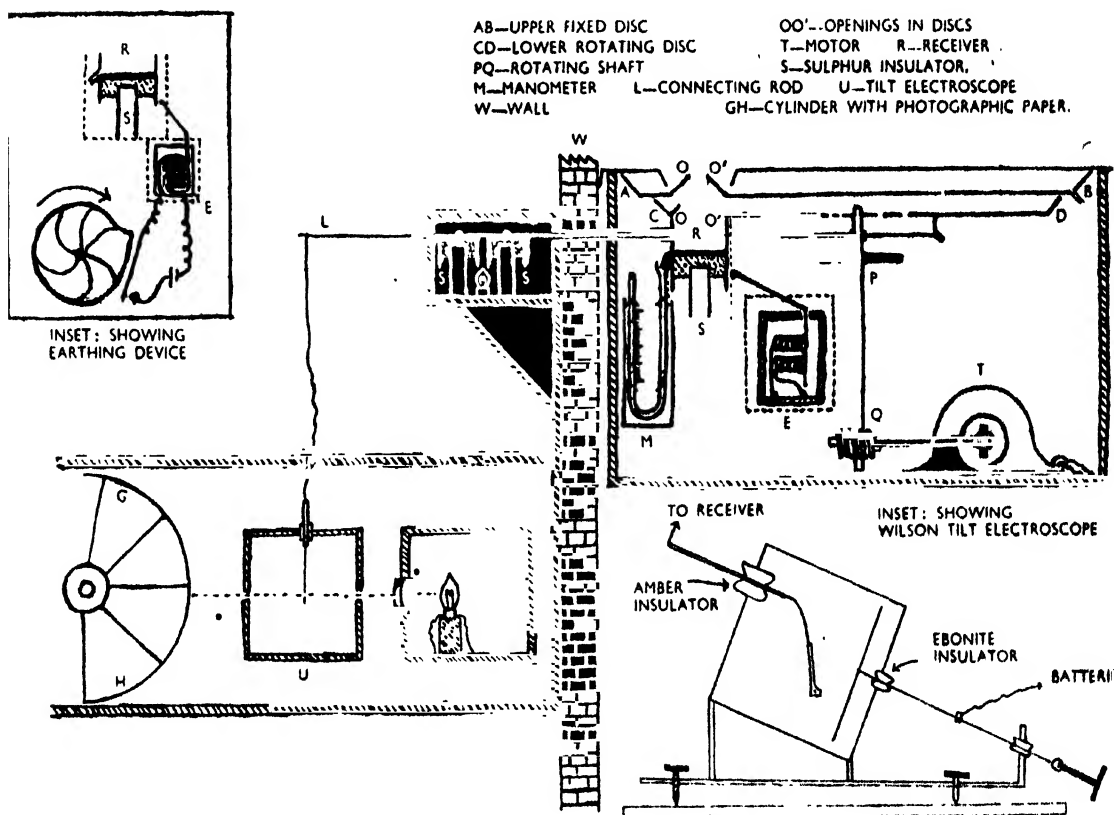 AB—UPPER FIXED DISC
OO'--OPENINGS IN DISCS
CD—LOWER ROTATING DISC
T—MOTOR R—RECEIVER
PQ—ROTATING SHAFT
S—SULPHUR INSULATOR,
M—MANOMETER L—CONNECTING ROD U—TILT ELECTROSCOPE
W—WALL
GH—CYLINDER WITH PHOTOGRAPHIC PAPER.
R
S
E
INSET: SHOWING
EARTHING DEVICE
W
O O'
A
B
C O O'
D
L
R
S S
P
S
T
M
E
Q
G
H
U
TO RECEIVER
INSET: SHOWING
WILSON TILT ELECTROSCOPE
AMBER
INSULATOR
EBONITE
INSULATOR
BATTERI